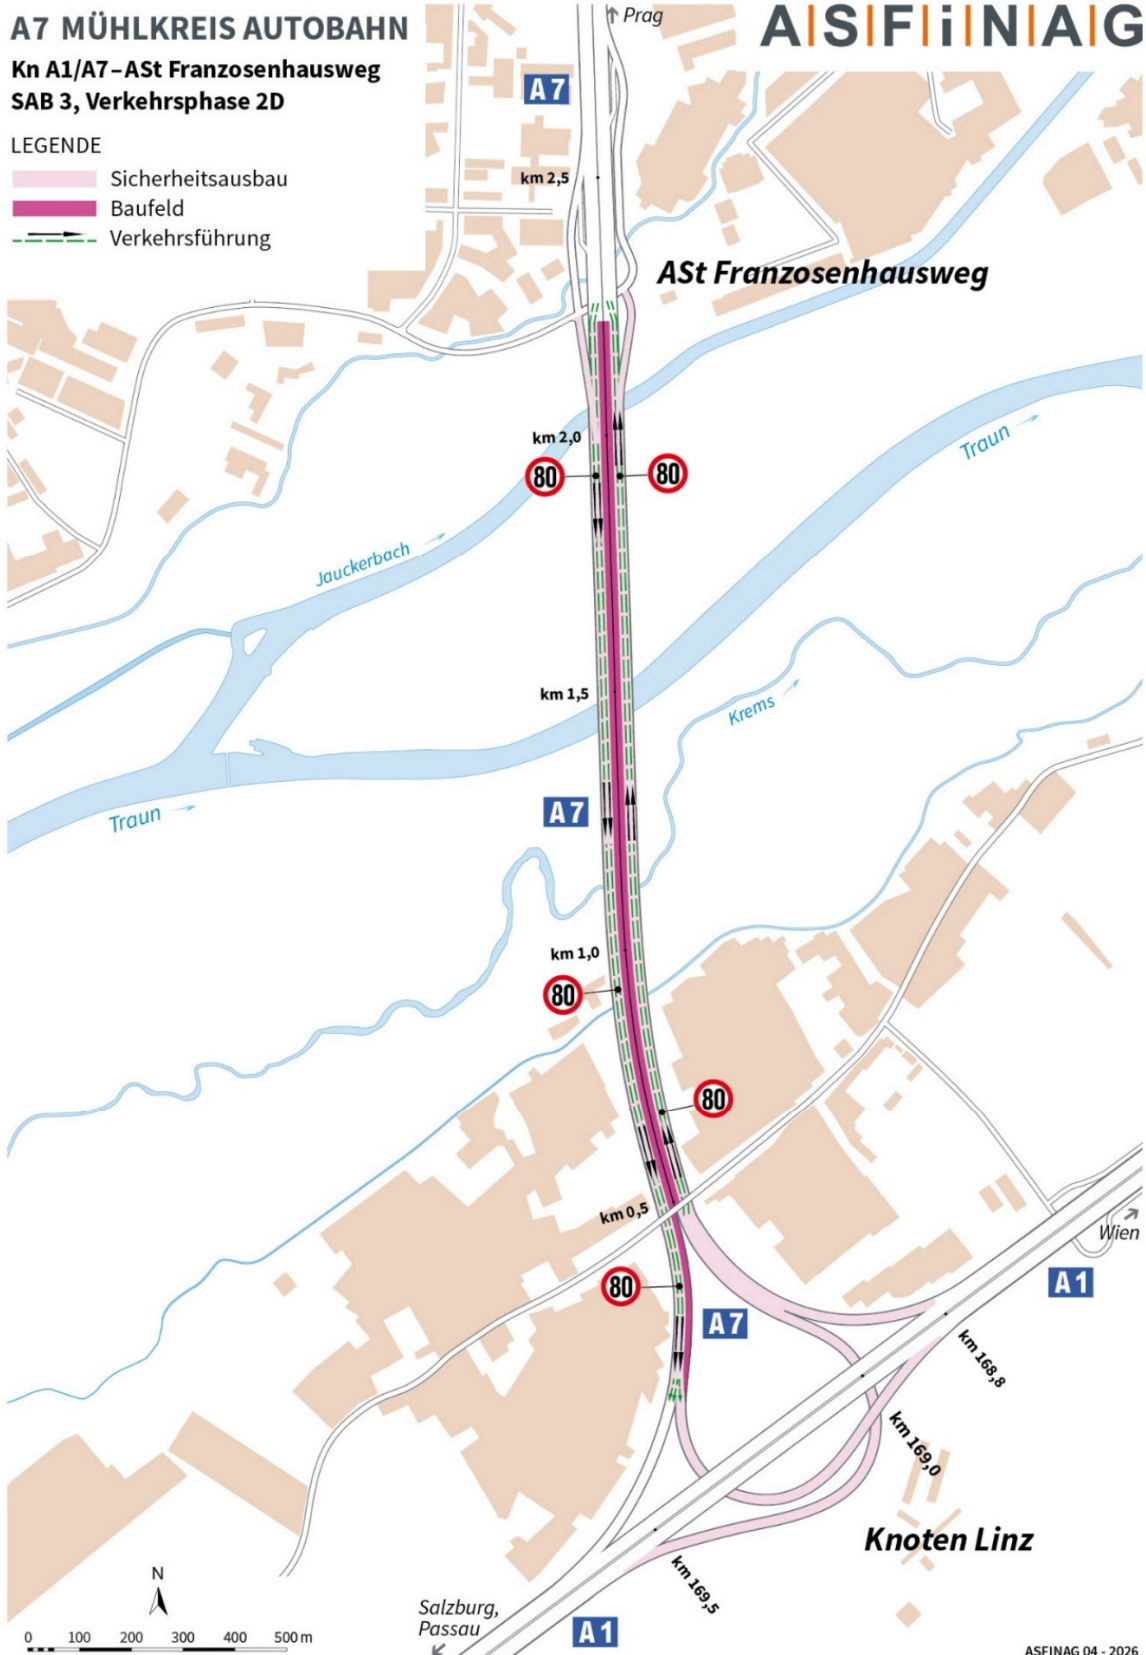 A7 MÜHLKREIS AUTOBAHN
Kn A1/A7–ASt Franzosenhausweg
SAB 3, Verkehrsphase 2D
LEGENDE
Sicherheitsausbau
Baufeld
Verkehrsführung
Prag
A|S|F|i|N|A|G
A7
km 2,5
ASt Franzosenhausweg
km 2,0
80
80
Traun
Jauckerbach
km 1,5
Krems
Traun
A7
km 1,0
80
80
km 0,5
Wien
80
A7
A1
km 168,8
km 169,0
Knoten Linz
km 169,5
N
Salzburg,
Passau
A1
0 100 200 300 400 500 m
ASFINAG 04 - 2026